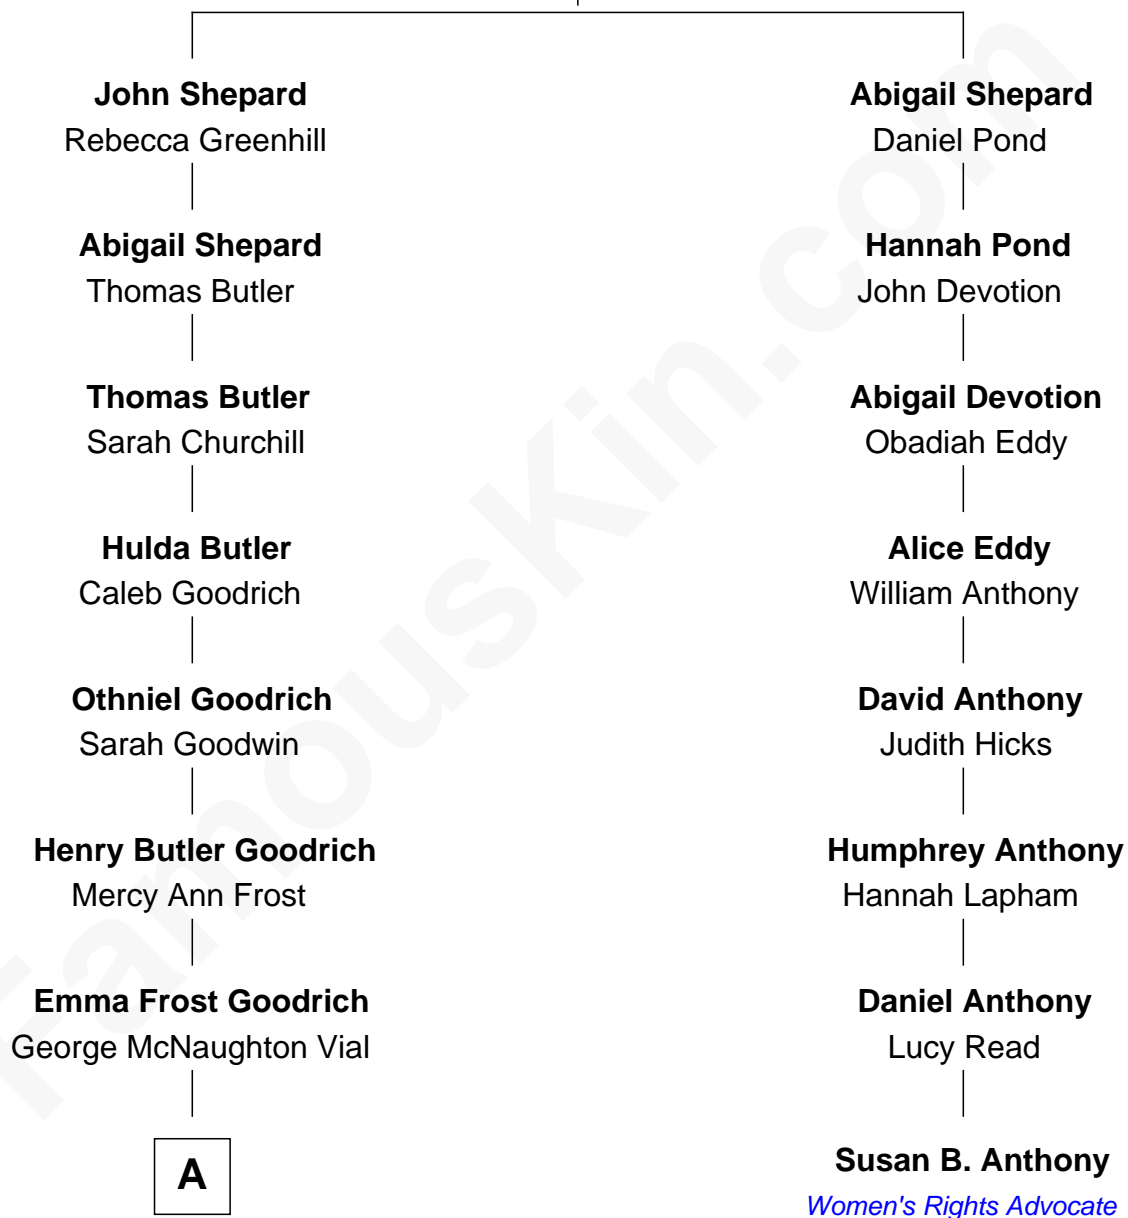 John Shepard
Rebecca Greenhill
Abigail Shepard
Thomas Butler
Thomas Butler
Sarah Churchill
Hulda Butler
Caleb Goodrich
Othniel Goodrich
Sarah Goodwin
Henry Butler Goodrich
Mercy Ann Frost
Emma Frost Goodrich
George McNaughton Vial
A
Abigail Shepard
Daniel Pond
Hannah Pond
John Devotion
Abigail Devotion
Obadiah Eddy
Alice Eddy
William Anthony
David Anthony
Judith Hicks
Humphrey Anthony
Hannah Lapham
Daniel Anthony
Lucy Read
Susan B. Anthony
Women's Rights Advocate
FamousKin.com